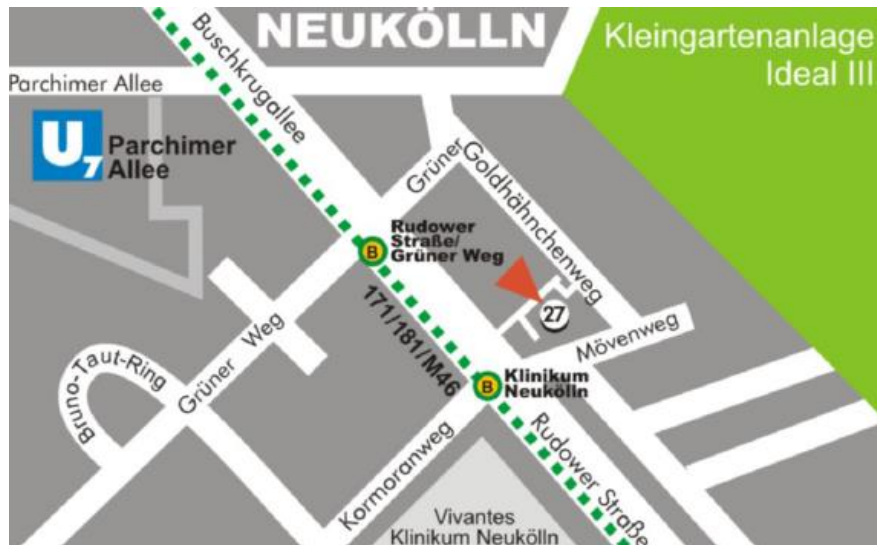 NEUKÖLLN
Kleingartenanlage
Ideal III
Buschkrugallee
Parchimer Allee
U7
Parchimer
Allee
Grüner
Goldhähnchenweg
B
Rudower
Straße/
Grüner Weg
27
171/181/M46
Mövenweg
Grüner Weg
Bruno-Taut-Ring
B
Klinikum
Neukölln
Kormoranweg
Rudower Straße
Vivantes
Klinikum Neukölln